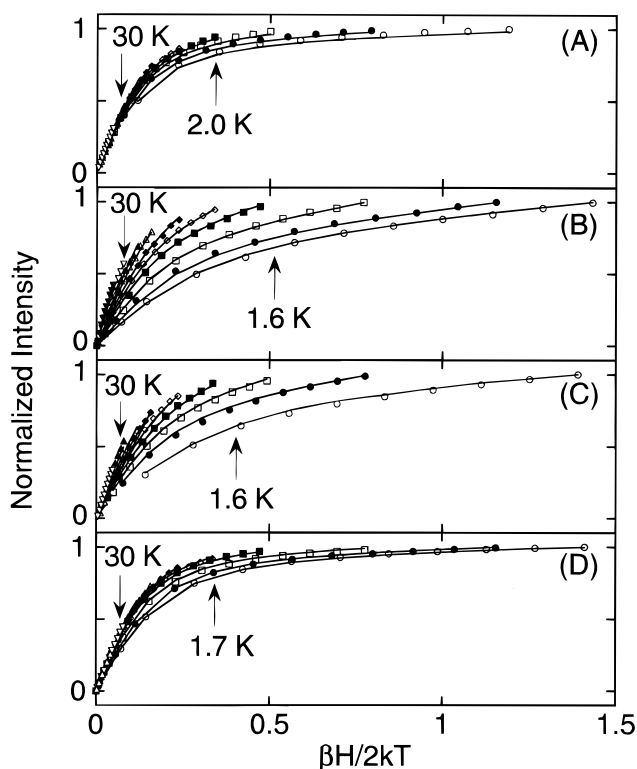 1
30 K
(A)
2.0 K
0
1
30 K
(B)
1.6 K
0
1
30 K
(C)
1.6 K
0
1
30 K
(D)
1.7 K
0
0 0.5 1 1.5
βH/2kT
Normalized Intensity